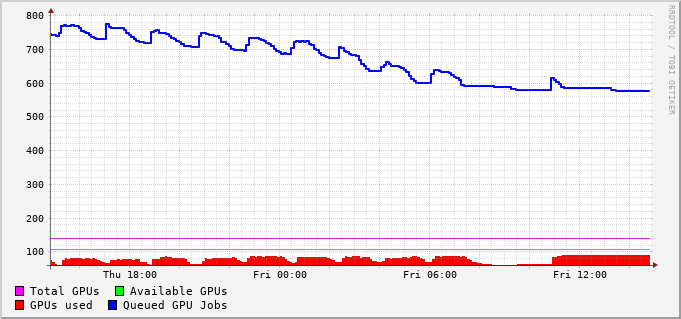 800
700
600
500
400
300
200
100
Thu 18:00 Fri 00:00 Fri 06:00 Fri 12:00
Total GPUs Available GPUs
GPUs used Queued GPU Jobs
RRDTOOL / TOBI OETIKER